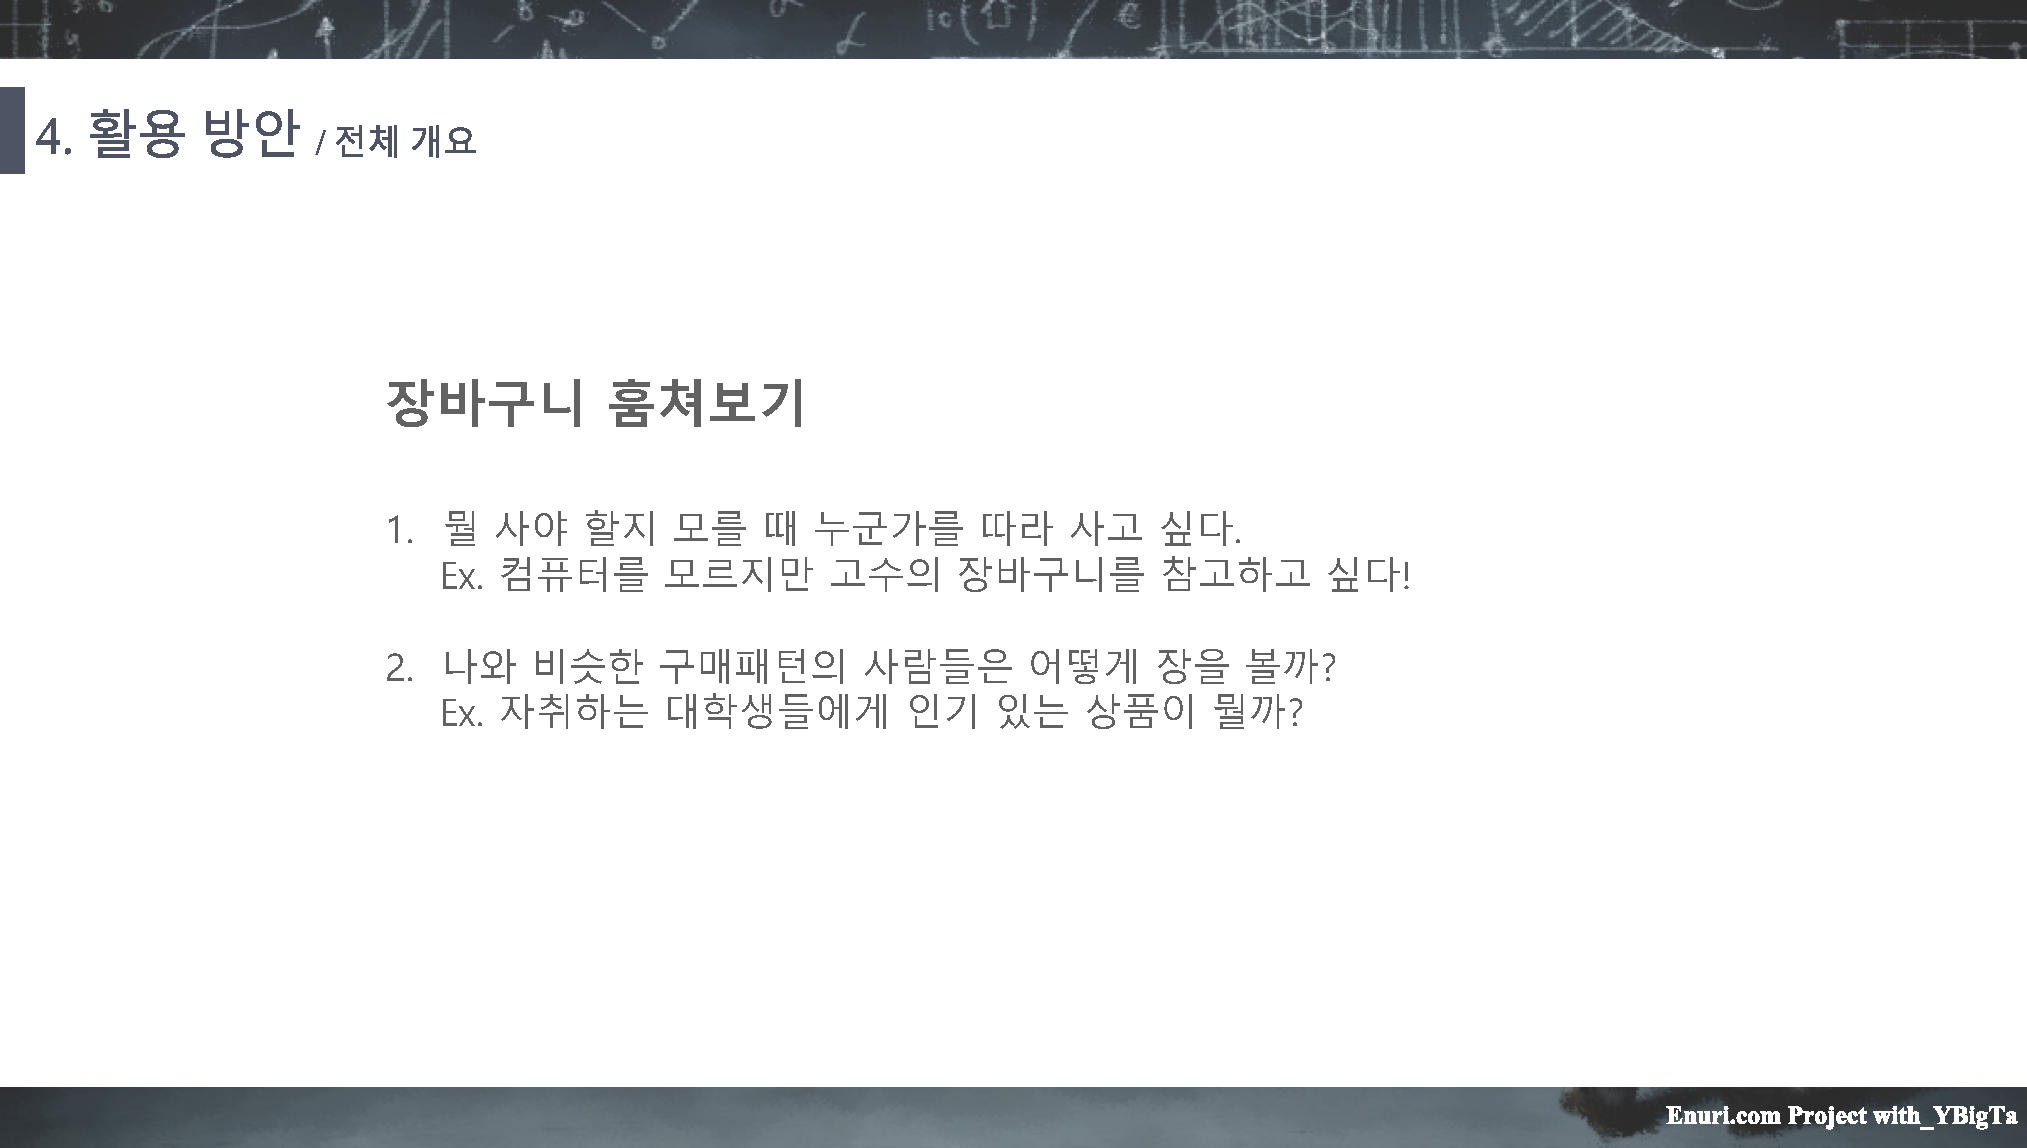 4. 활용 방안 / 전체 개요
장바구니 훔쳐보기
1. 뭘 사야 할지 모를 때 누군가를 따라 사고 싶다.
Ex. 컴퓨터를 모르지만 고수의 장바구니를 참고하고 싶다!
2. 나와 비슷한 구매패턴의 사람들은 어떻게 장을 볼까?
Ex. 자취하는 대학생들에게 인기 있는 상품이 뭘까?
Enuri.com Project with_YBigTa